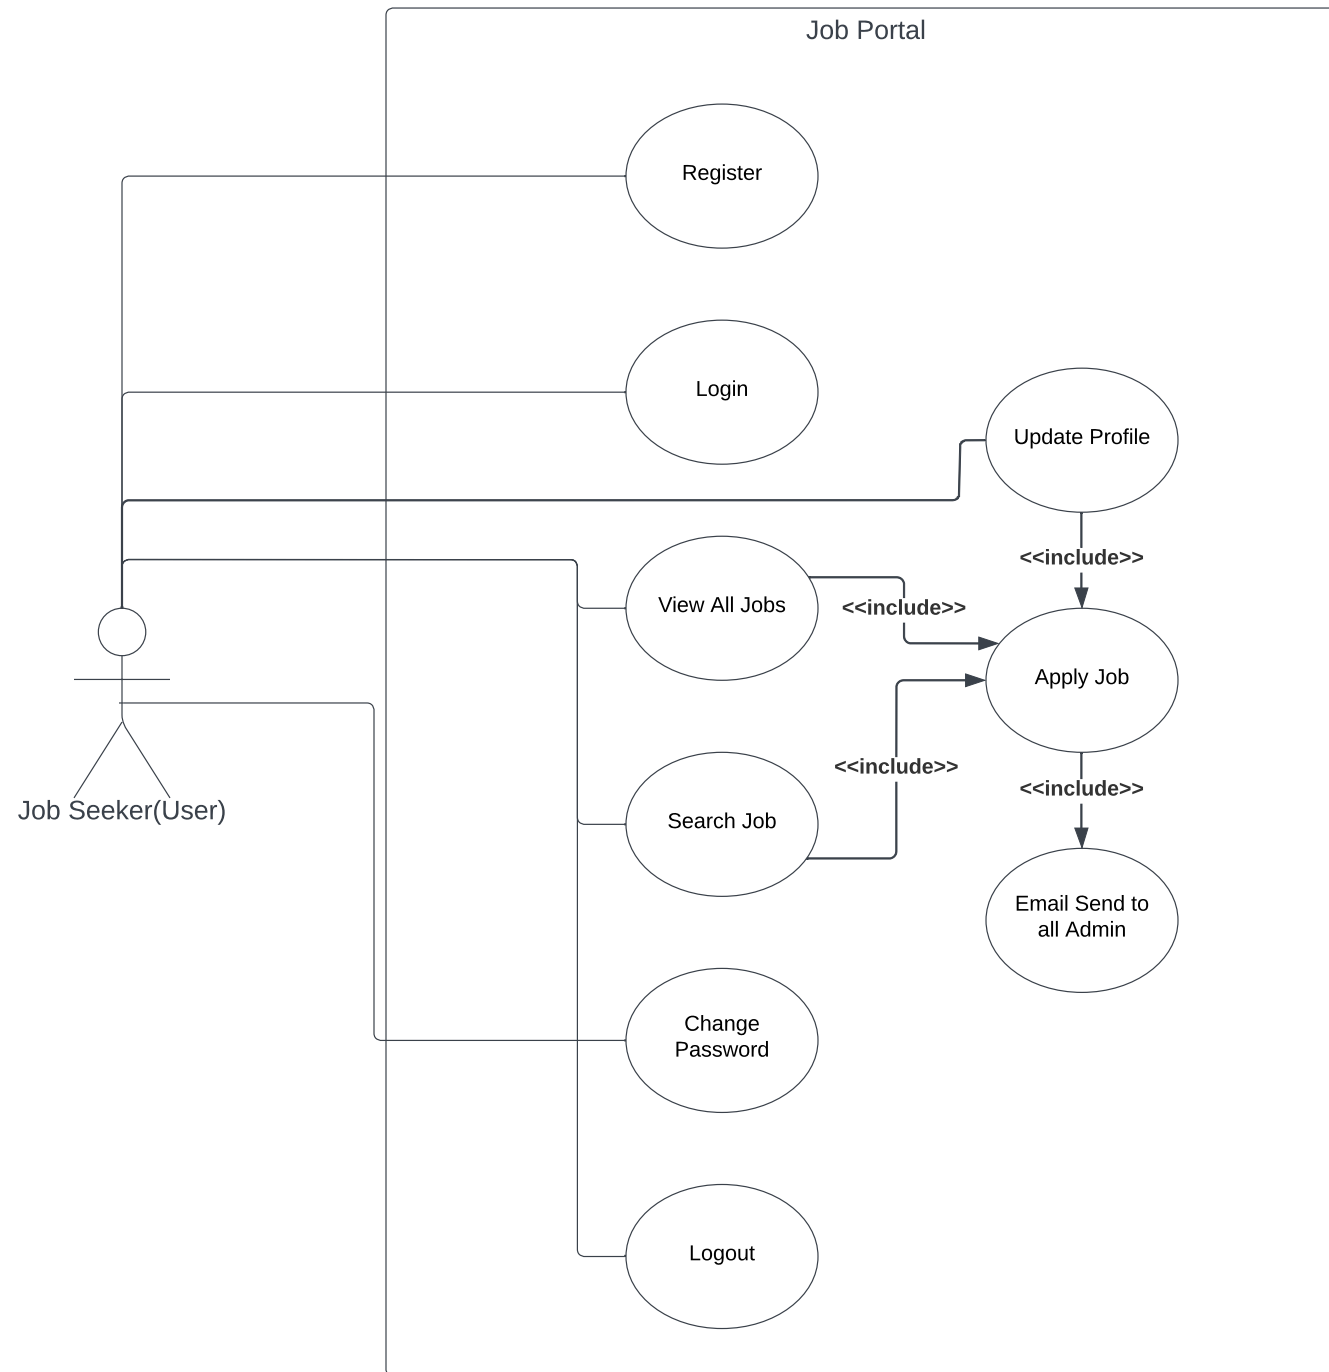 Job Portal
Register
Login
Update Profile
<<include>>
View All Jobs
<<include>>
Apply Job
<<include>>
<<include>>
Job Seeker(User)
Search Job
Email Send to
all Admin
Change
Password
Logout